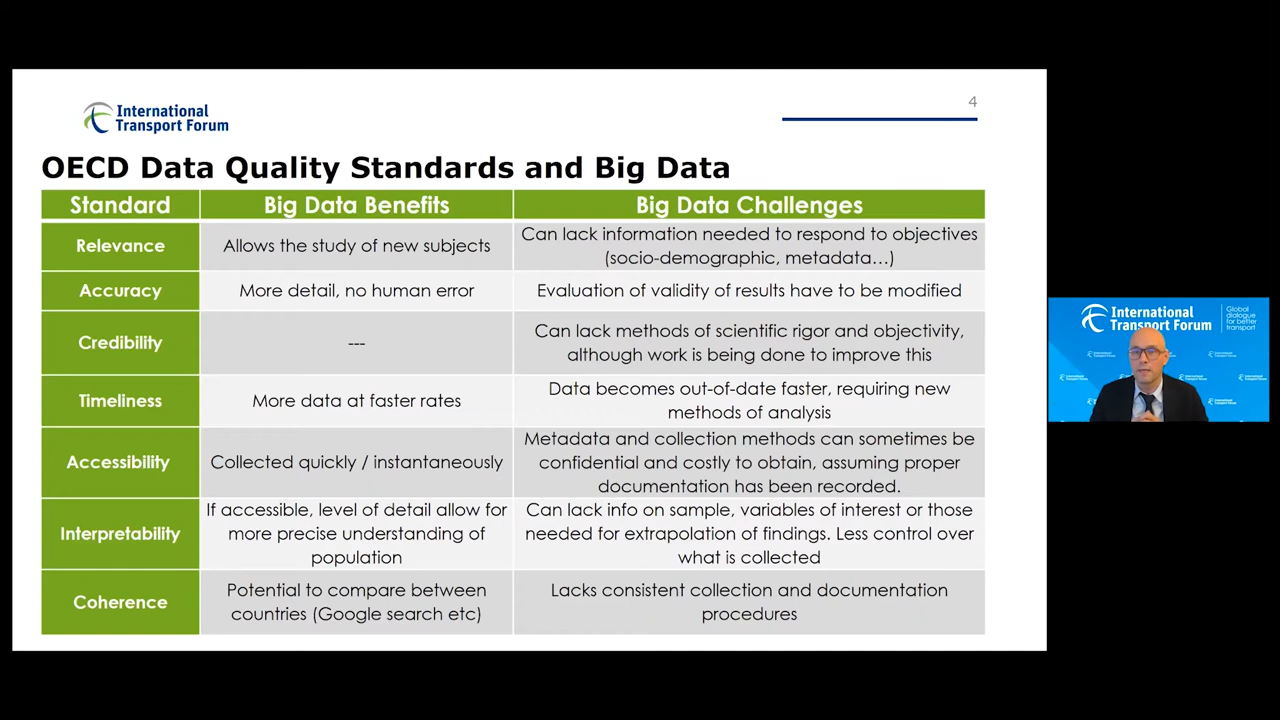 International
Transport Forum
4
OECD Data Quality Standards and Big Data
Standard
Big Data Benefits
Big Data Challenges
Relevance
Allows the study of new subjects
Can lack information needed to respond to objectives
(socio-demographic, metadata…)
Accuracy
More detail, no human error
Evaluation of validity of results have to be modified
Credibility
---
Can lack methods of scientific rigor and objectivity,
although work is being done to improve this
Timeliness
More data at faster rates
Data becomes out-of-date faster, requiring new
methods of analysis
Accessibility
Collected quickly / instantaneously
Metadata and collection methods can sometimes be
confidential and costly to obtain, assuming proper
documentation has been recorded.
Interpretability
If accessible, level of detail allow for
more precise understanding of
population
Can lack info on sample, variables of interest or those
needed for extrapolation of findings. Less control over
what is collected
Coherence
Potential to compare between
countries (Google search etc)
Lacks consistent collection and documentation
procedures
International
Transport Forum
Global
dialogue
for better
transport